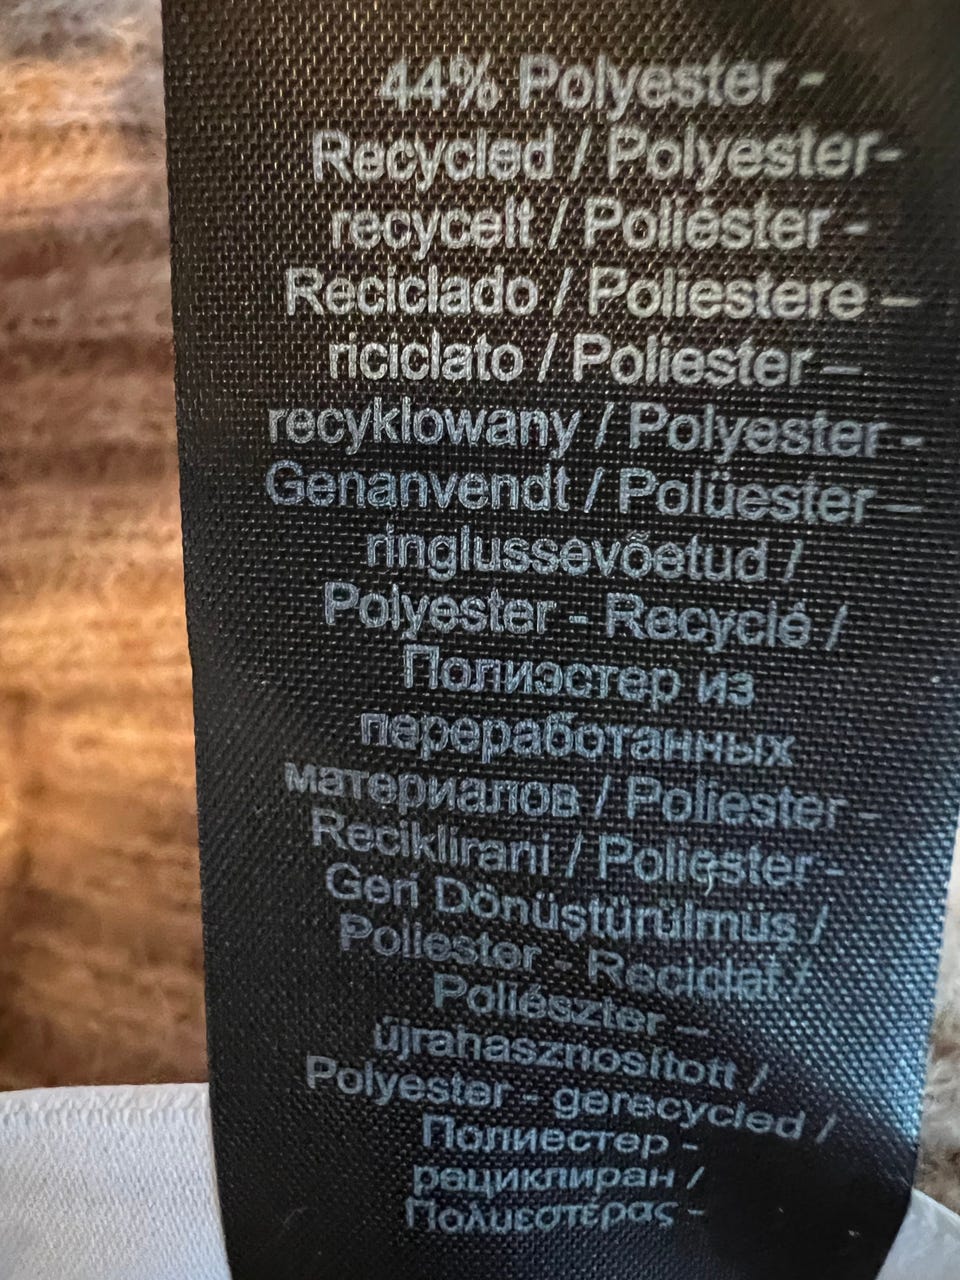 44% Polyester -
Recycled / Polyester-
recycelt / Poliéster -
Reciclado / Poliestere –
riciclato / Poliester –
recyklowany / Polyester -
Genanvendt / Polüester –
ringlussevõetud /
Polyester - Recyclé /
Полиэстер из
переработанных
материалов / Poliester –
Reciklirani / Poliester -
Geri Dönüştürülmüş /
Poliester - Reciclat /
Poliészter –
újrahasznosított /
Polyester - gerecycled /
Полиестер -
рециклиран /
Πολυεστέρας -